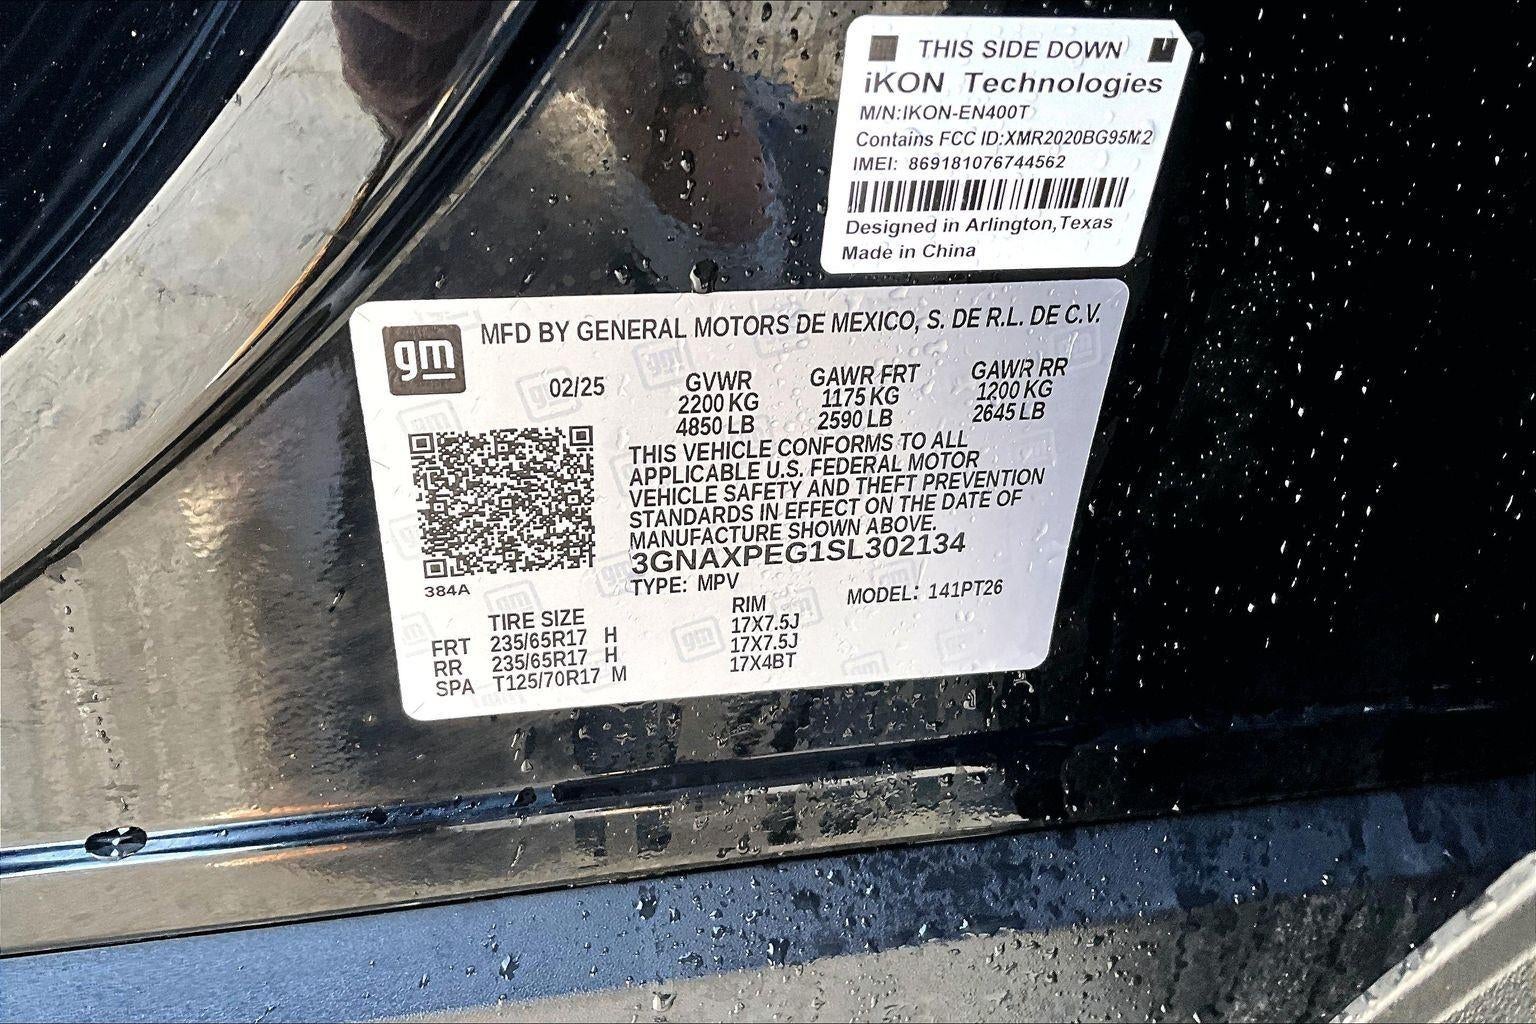 THIS SIDE DOWN
iKON Technologies
M/N:IKON-EN400T
Contains FCC ID:XMR2020BG95M2
IMEI: 869181076744562
Designed in Arlington,Texas
Made in China
gm MFD BY GENERAL MOTORS DE MEXICO, S. DE R.L. DE C.V.
02/25 GVWR GAWR FRT GAWR RR
2200 KG 1175 KG 1200 KG
4850 LB 2590 LB 2645 LB
THIS VEHICLE CONFORMS TO ALL
APPLICABLE U.S. FEDERAL MOTOR
VEHICLE SAFETY AND THEFT PREVENTION
STANDARDS IN EFFECT ON THE DATE OF
MANUFACTURE SHOWN ABOVE.
3GNAXPEG1SL302134
384A
TYPE: MPV MODEL: 141PT26
TIRE SIZE RIM
FRT 235/65R17 H 17X7.5J
RR 235/65R17 H 17X7.5J
SPA T125/70R17 M 17X4BT